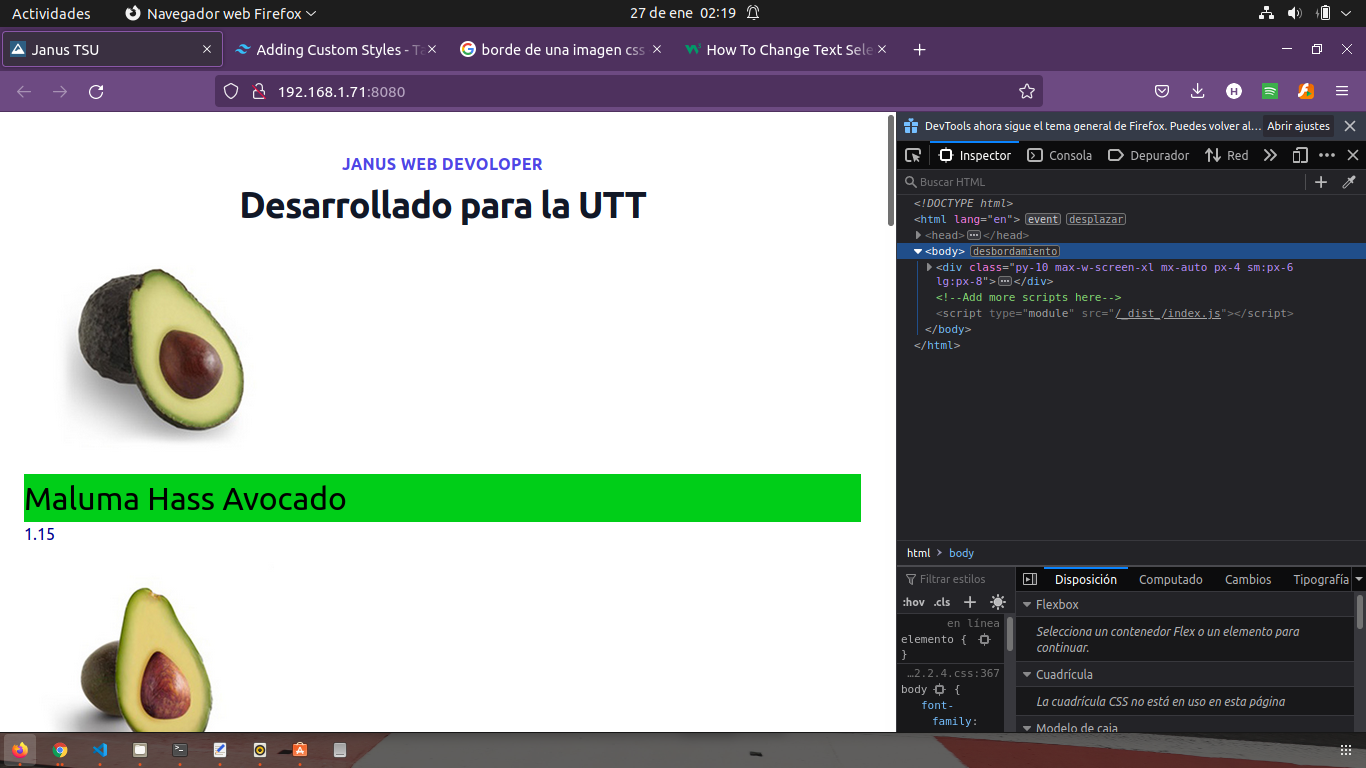 Actividades
Navegador web Firefox
27 de ene 02:19
Janus TSU
Adding Custom Styles - Ta
borde de una imagen css
How To Change Text Sele
192.168.1.71:8080
H
DevTools ahora sigue el tema general de Firefox. Puedes volver al…
Abrir ajustes
Inspector
Consola
Depurador
Red
Buscar HTML
<!DOCTYPE html>
<html lang="en"> event desplazar
<head>…</head>
<body> desbordamiento
<div class="py-10 max-w-screen-xl mx-auto px-4 sm:px-6
lg:px-8">…</div>
<!--Add more scripts here-->
<script type="module" src="/_dist_/index.js"></script>
</body>
</html>
html > body
Filtrar estilos
:hov .cls
en línea
elemento {
}
…2.2.4.css:367
body {
font-
family:
Disposición
Computado
Cambios
Tipografía
Flexbox
Selecciona un contenedor Flex o un elemento para
continuar.
Cuadrícula
La cuadrícula CSS no está en uso en esta página
Modelo de caja
JANUS WEB DEVOLOPER
Desarrollado para la UTT
Maluma Hass Avocado
1.15